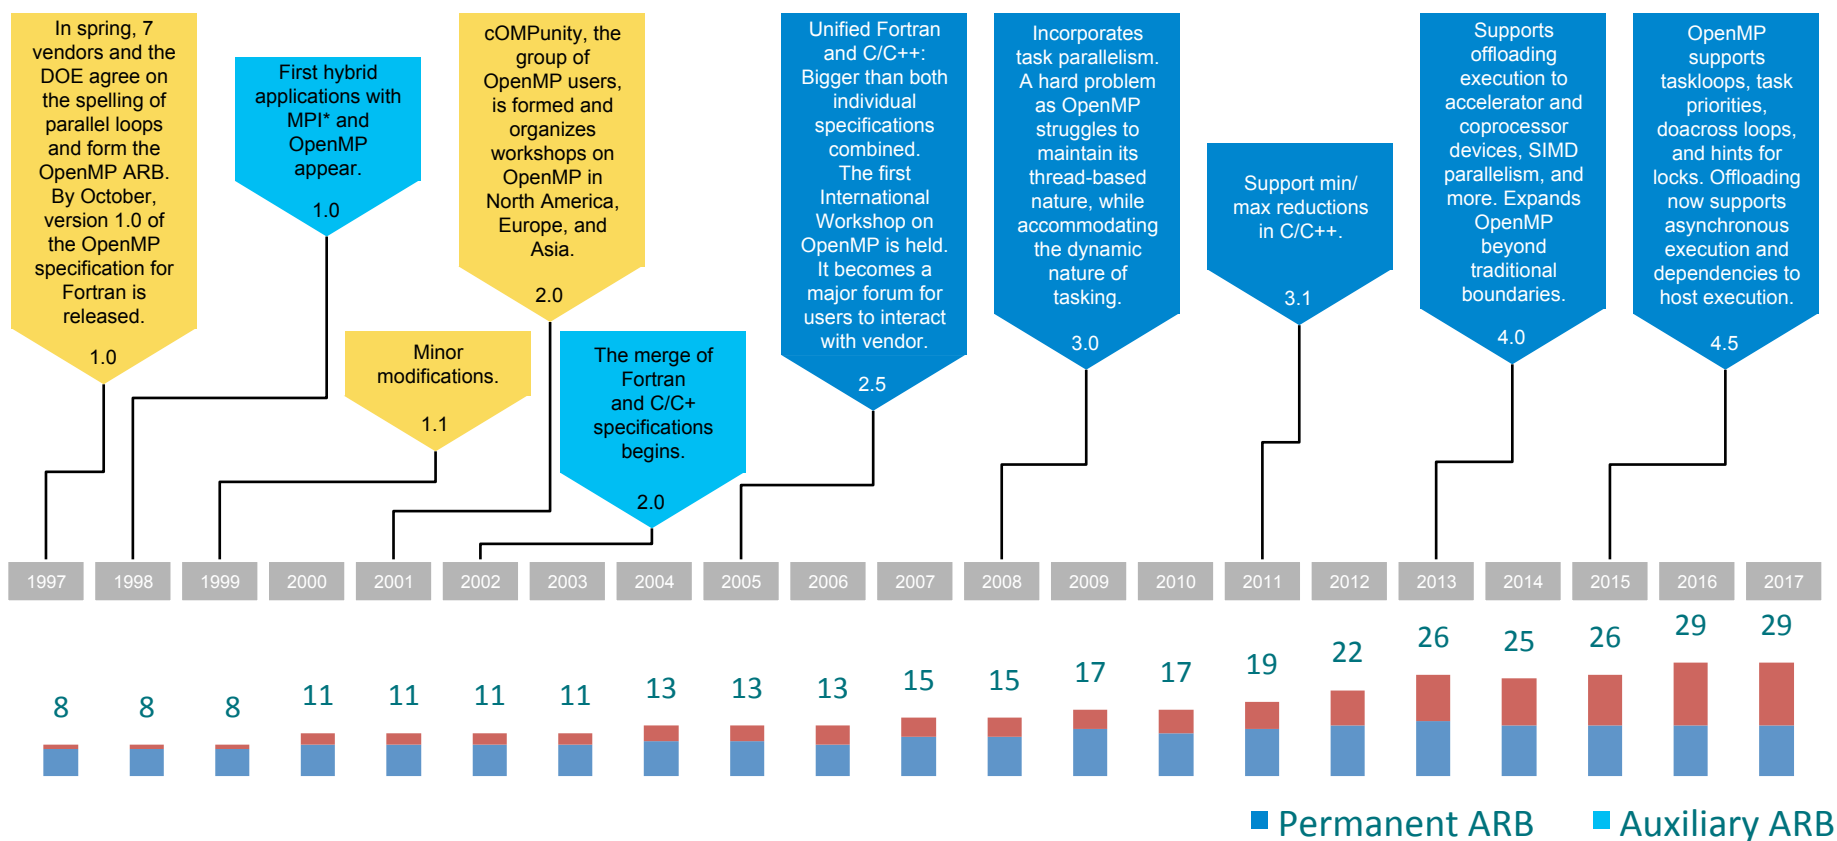 In spring, 7
vendors and the
DOE agree on
the spelling of
parallel loops
and form the
OpenMP ARB.
By October,
version 1.0 of
the OpenMP
specification for
Fortran is
released.
1.0
First hybrid
applications with
MPI* and
OpenMP
appear.
1.0
Minor
modifications.
1.1
cOMPunity, the
group of
OpenMP users,
is formed and
organizes
workshops on
OpenMP in
North America,
Europe, and
Asia.
2.0
The merge of
Fortran
and C/C+
specifications
begins.
2.0
Unified Fortran
and C/C++:
Bigger than both
individual
specifications
combined.
The first
International
Workshop on
OpenMP is held.
It becomes a
major forum for
users to interact
with vendor.
2.5
Incorporates
task parallelism.
A hard problem
as OpenMP
struggles to
maintain its
thread-based
nature, while
accommodating
the dynamic
nature of
tasking.
3.0
Support min/
max reductions
in C/C++.
3.1
Supports
offloading
execution to
accelerator and
coprocessor
devices, SIMD
parallelism, and
more. Expands
OpenMP
beyond
traditional
boundaries.
4.0
OpenMP
supports
taskloops, task
priorities,
doacross loops,
and hints for
locks. Offloading
now supports
asynchronous
execution and
dependencies to
host execution.
4.5
1997 1998 1999 2000 2001 2002 2003 2004 2005 2006 2007 2008 2009 2010 2011 2012 2013 2014 2015 2016 2017
8 8 8 11 11 11 11 13 13 13 15 15 17 17 19 22 26 25 26 29 29
Permanent ARB Auxiliary ARB